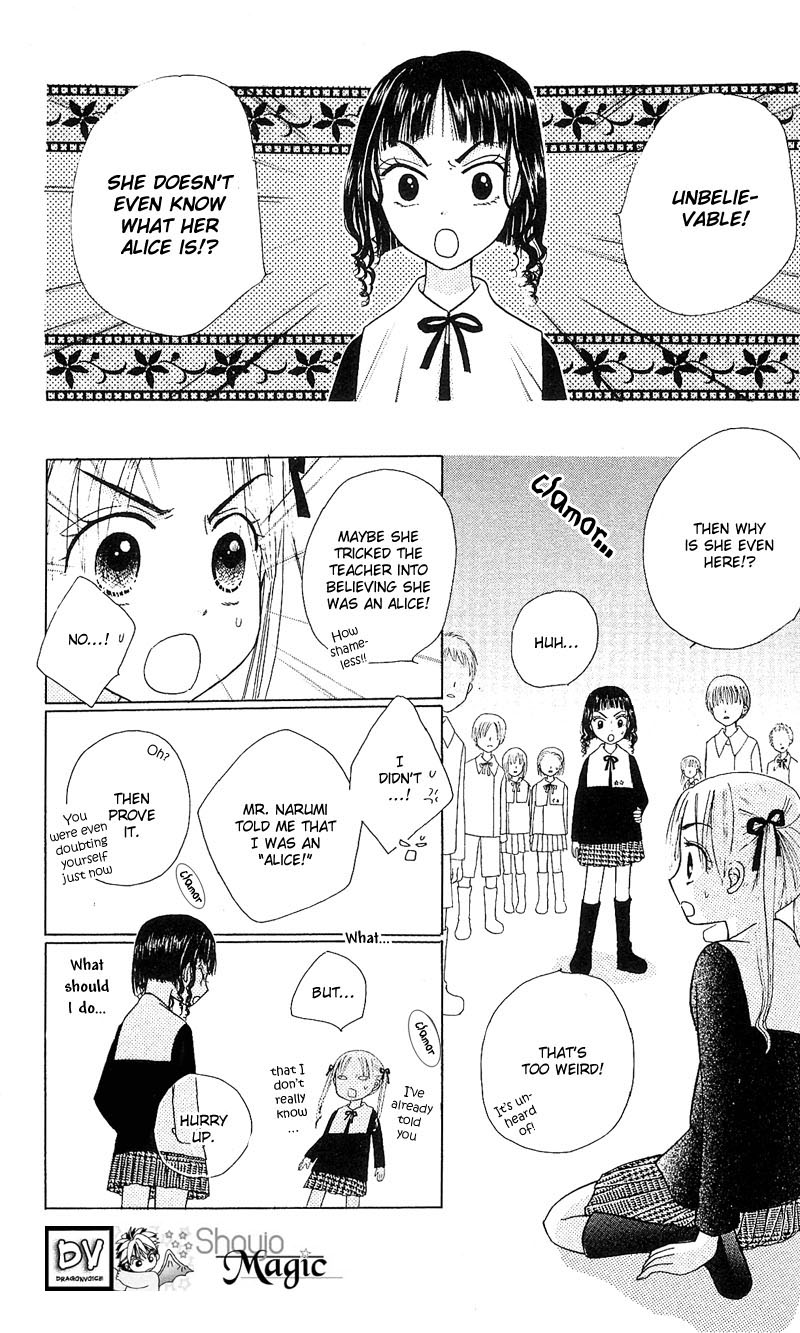 UNBELIE-
VABLE!
SHE DOESN'T
EVEN KNOW
WHAT HER
ALICE IS!?
THEN WHY
IS SHE EVEN
HERE!?
clamor...
HUH...
THAT'S
TOO WEIRD!
It's un-
heard
of!
MAYBE SHE
TRICKED THE
TEACHER INTO
BELIEVING SHE
WAS AN ALICE!
How
shame-
less!!
NO...!
I
DIDN'T
...!
MR. NARUMI
TOLD ME THAT
I WAS AN
"ALICE!"
Oh?
THEN
PROVE
IT.
You
were even
doubting
yourself
just now
clamor
What...
BUT...
clamor
I've
already
told
you
that I
don't
really
know
...
What
should
I do...
HURRY
UP.
DV
DRAGONVOICE
Shoujo
Magic